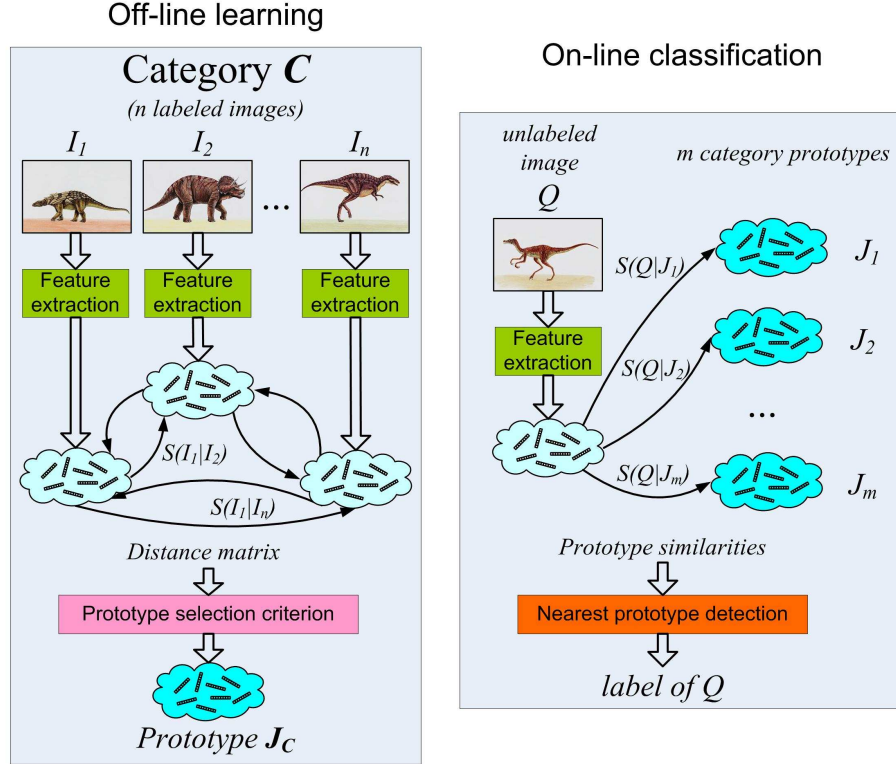 Off-line learning
Category C
(n labeled images)
I1
I2
In
...
Feature
extraction
Feature
extraction
Feature
extraction
S(I1|I2)
S(I1|In)
Distance matrix
Prototype selection criterion
Prototype JC
On-line classification
unlabeled
image
Q
m category prototypes
Feature
extraction
S(Q|J1)
J1
S(Q|J2)
J2
...
S(Q|Jm)
Jm
Prototype similarities
Nearest prototype detection
label of Q